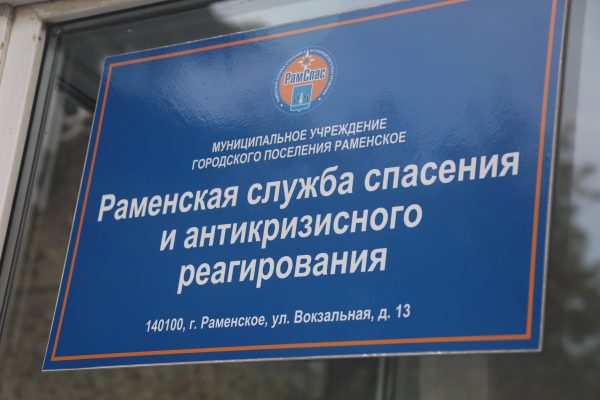 РамСпас
МУНИЦИПАЛЬНОЕ УЧРЕЖДЕНИЕ
ГОРОДСКОГО ПОСЕЛЕНИЯ РАМЕНСКОЕ
Раменская служба спасения
и антикризисного
реагирования
140100, г. Раменское, ул. Вокзальная, д. 13